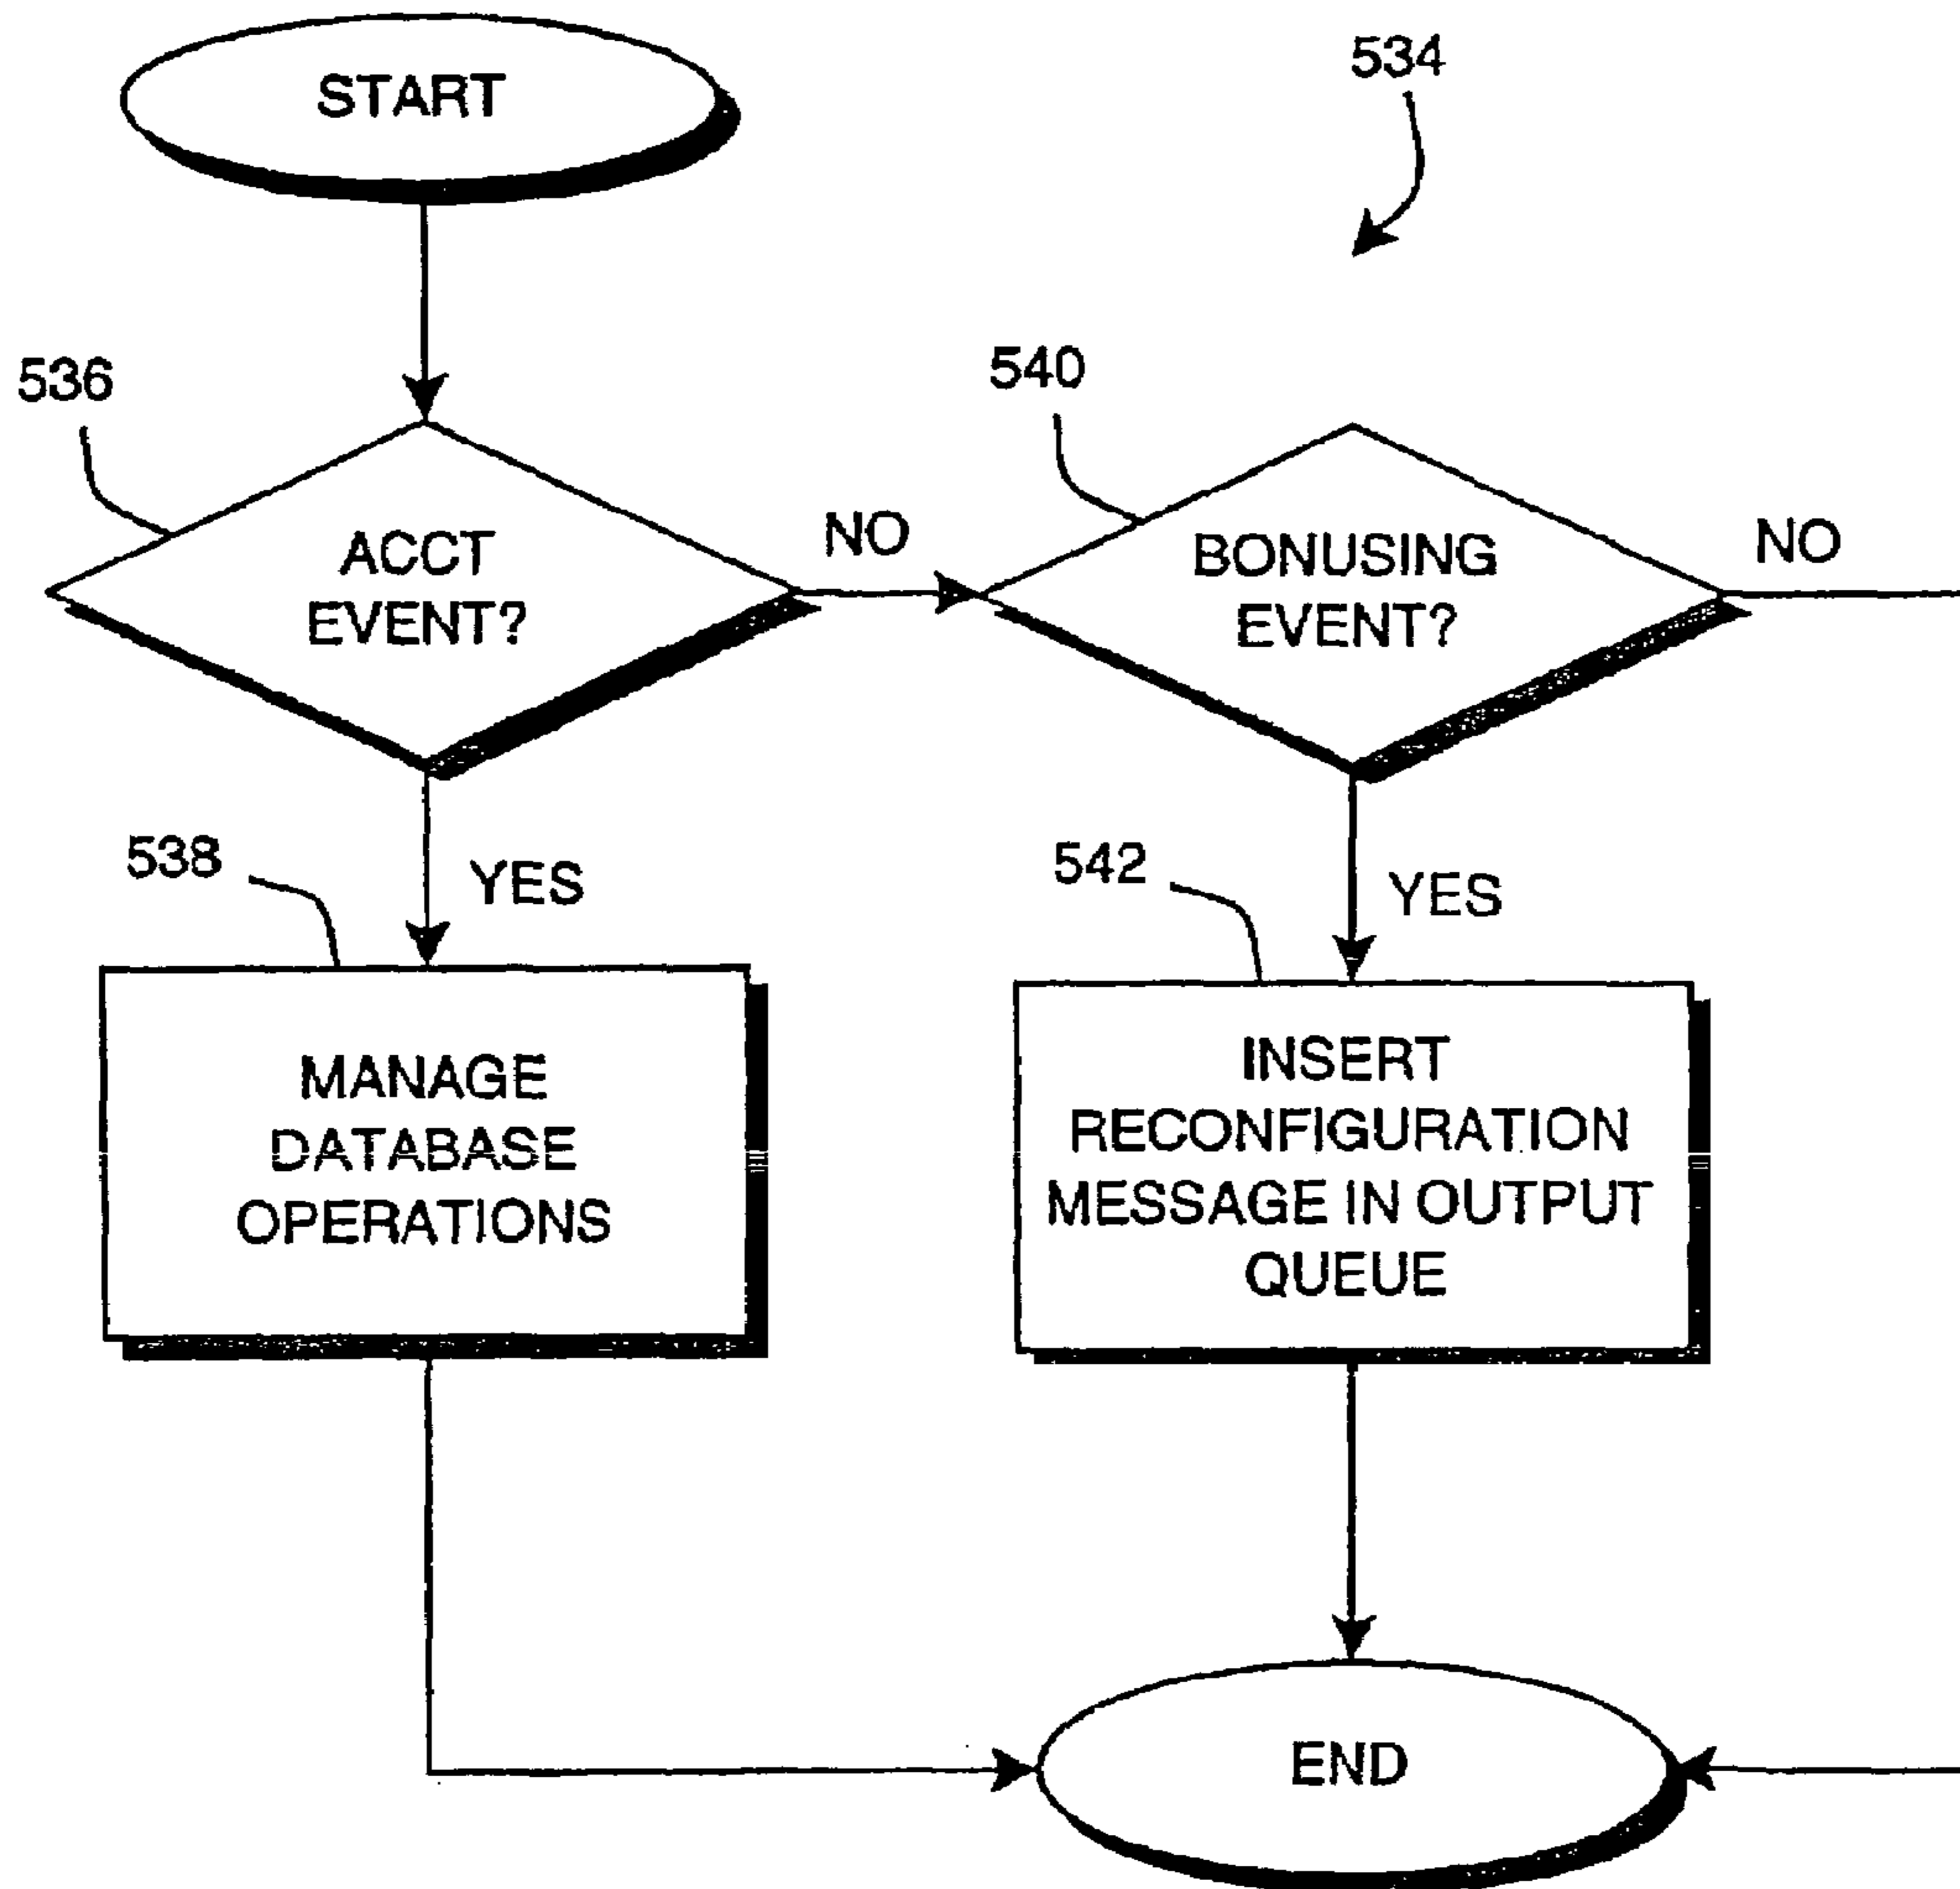 START
534
536
ACCT
EVENT?
NO
540
BONUSING
EVENT?
NO
538
YES
MANAGE
DATABASE
OPERATIONS
542
YES
INSERT
RECONFIGURATION
MESSAGE IN OUTPUT
QUEUE
END